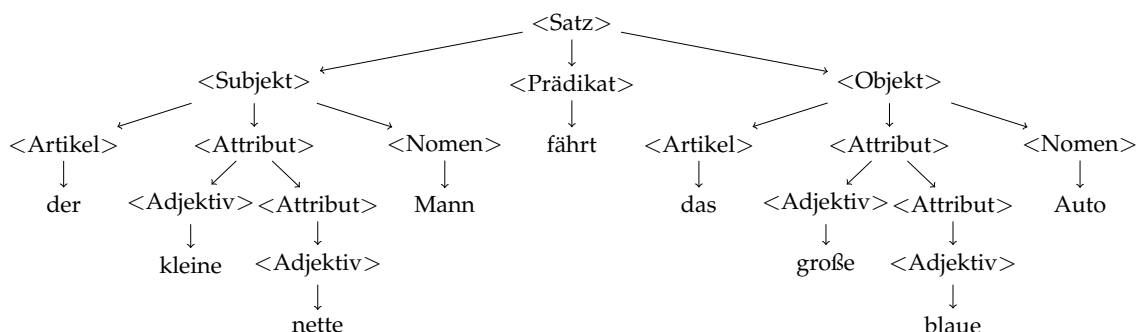 <Satz>
<Subjekt> <Prädikat> <Objekt>
<Artikel> <Attribut> <Nomen> fährt <Artikel> <Attribut> <Nomen>
der <Adjektiv> <Attribut> Mann das <Adjektiv> <Attribut> Auto
kleine <Adjektiv> große <Adjektiv>
nette blaue